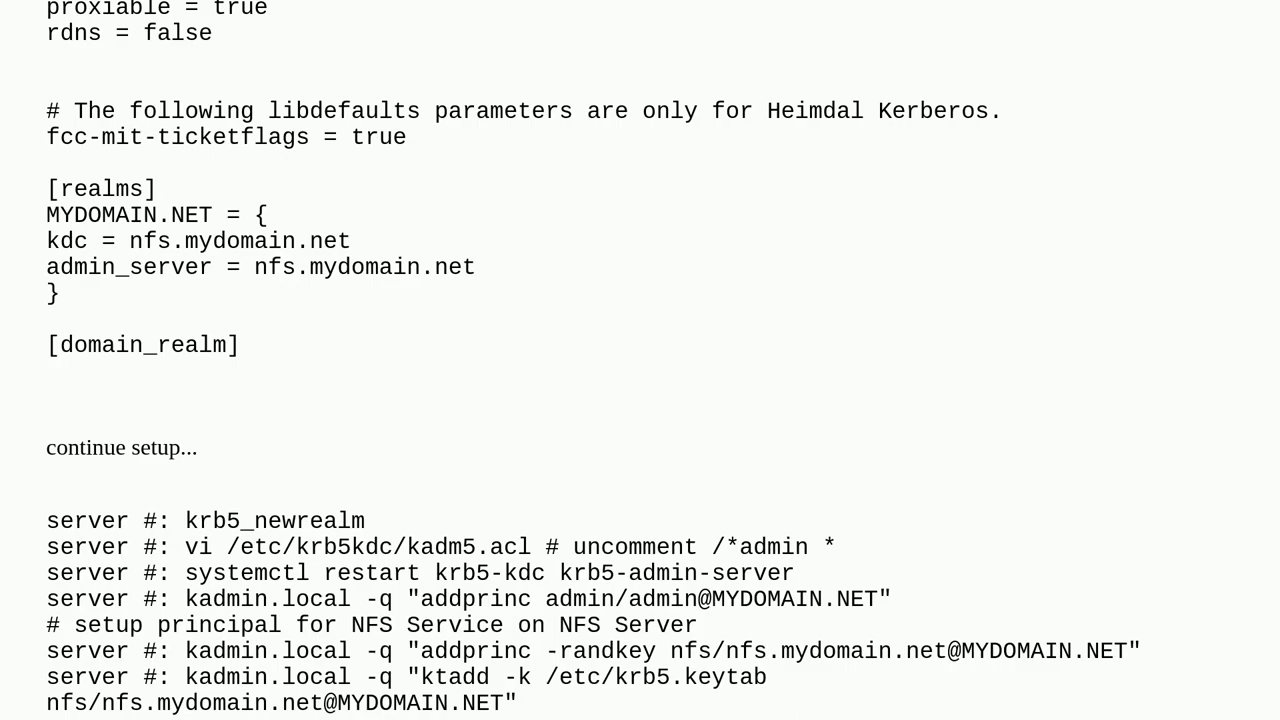 proxiable = true
rdns = false
# The following libdefaults parameters are only for Heimdal Kerberos.
fcc-mit-ticketflags = true
[realms]
MYDOMAIN.NET = {
kdc = nfs.mydomain.net
admin_server = nfs.mydomain.net
}
[domain_realm]
continue setup...
server #: krb5_newrealm
server #: vi /etc/krb5kdc/kadm5.acl # uncomment /*admin *
server #: systemctl restart krb5-kdc krb5-admin-server
server #: kadmin.local -q "addprinc admin/admin@MYDOMAIN.NET"
# setup principal for NFS Service on NFS Server
server #: kadmin.local -q "addprinc -randkey nfs/nfs.mydomain.net@MYDOMAIN.NET"
server #: kadmin.local -q "ktadd -k /etc/krb5.keytab
nfs/nfs.mydomain.net@MYDOMAIN.NET"